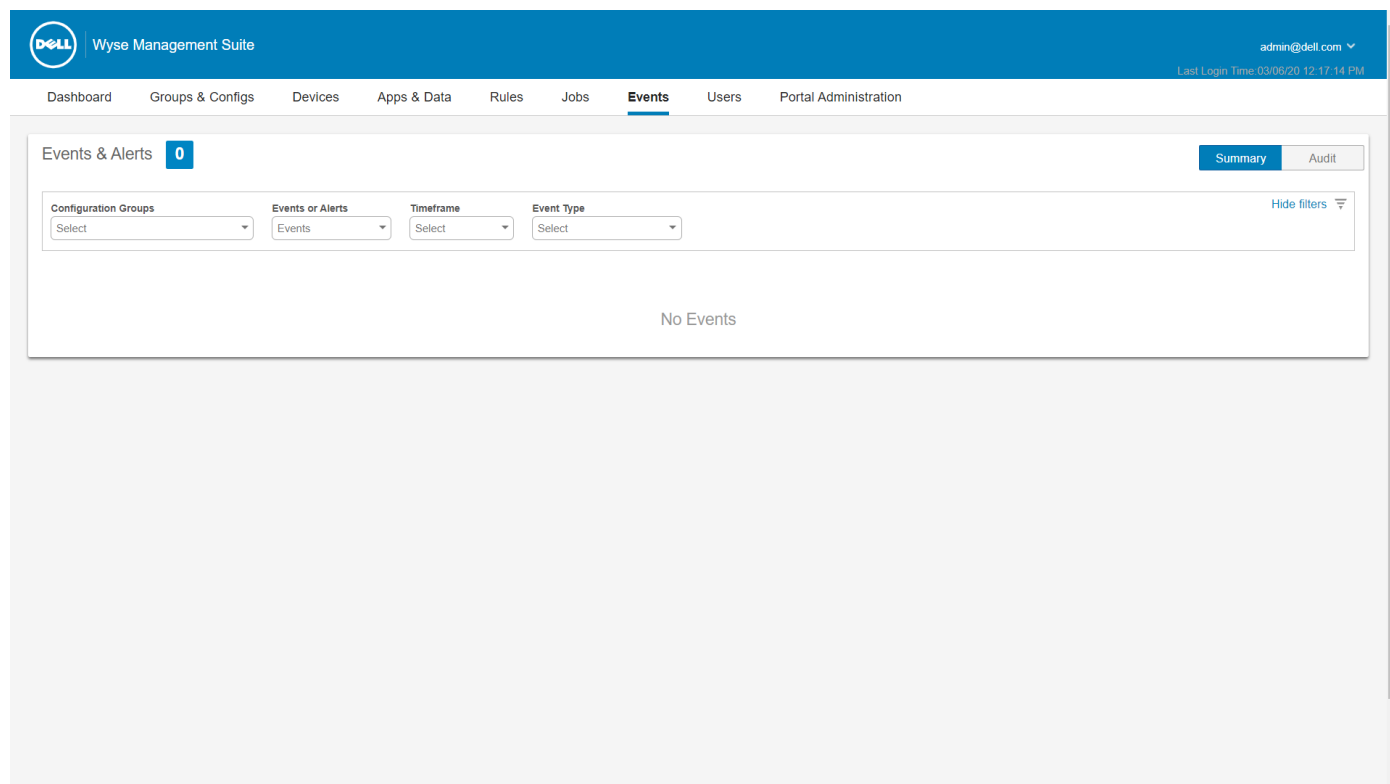 DELL
Wyse Management Suite
admin@dell.com
Last Login Time:03/06/20 12:17:14 PM
Dashboard Groups & Configs Devices Apps & Data Rules Jobs Events Users Portal Administration
Events & Alerts 0
Summary Audit
Hide filters
Configuration Groups Events or Alerts Timeframe Event Type
Select Events Select Select
No Events